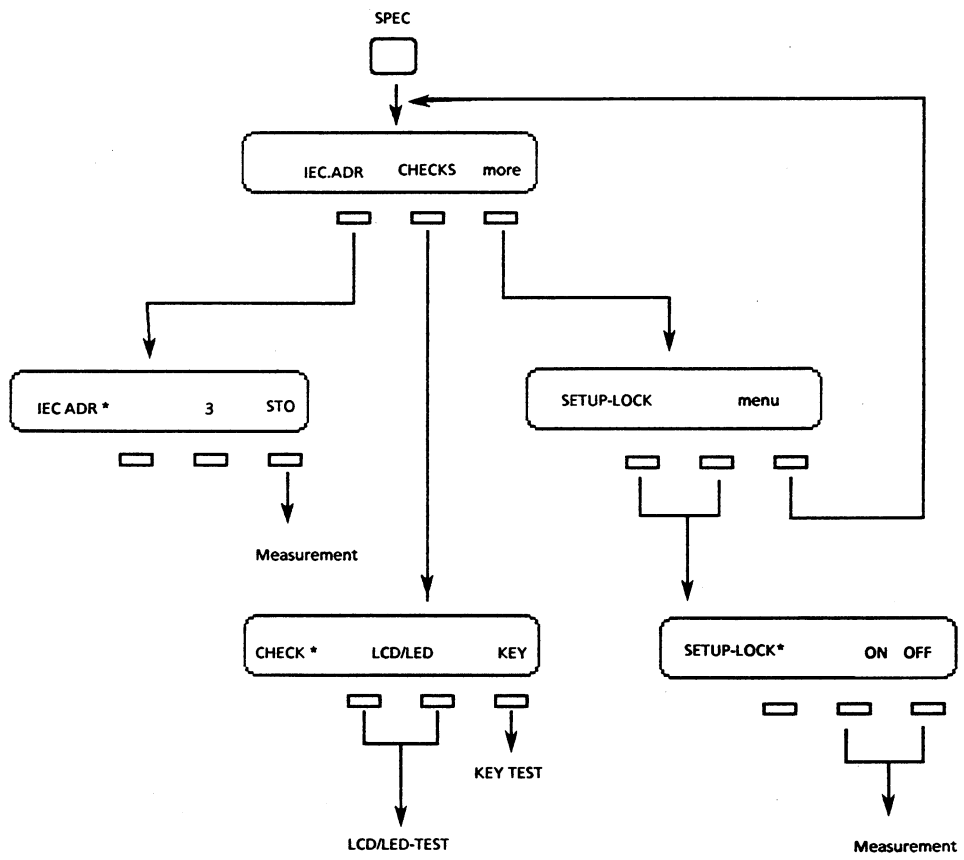 SPEC
IEC.ADR CHECKS more
IEC ADR * 3 STO
SETUP-LOCK menu
Measurement
CHECK * LCD/LED KEY
SETUP-LOCK* ON OFF
KEY TEST
LCD/LED-TEST
Measurement